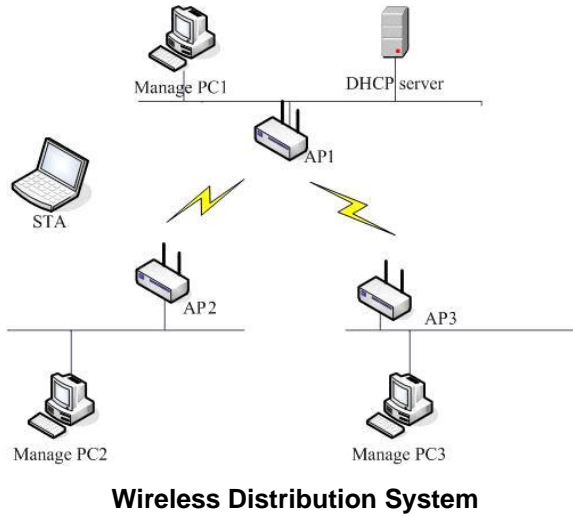 Manage PC1
DHCP server
AP1
STA
AP2
AP3
Manage PC2
Manage PC3
Wireless Distribution System